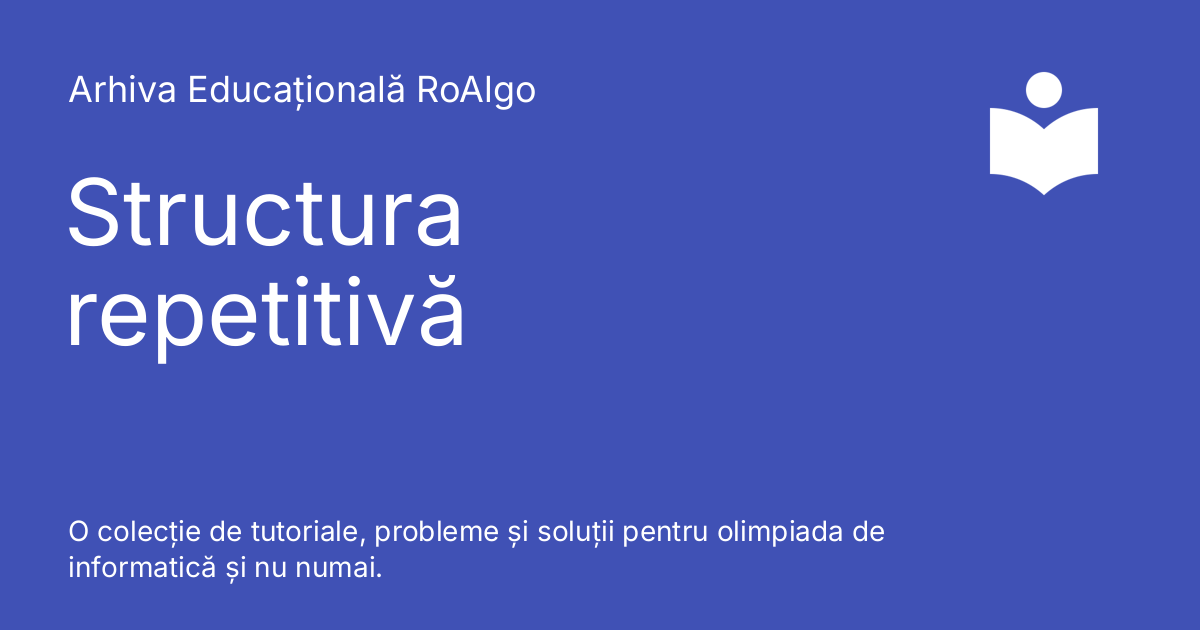 Arhiva Educațională RoAlgo
Structura
repetitivă
O colecție de tutoriale, probleme și soluții pentru olimpiada de
informatică și nu numai.